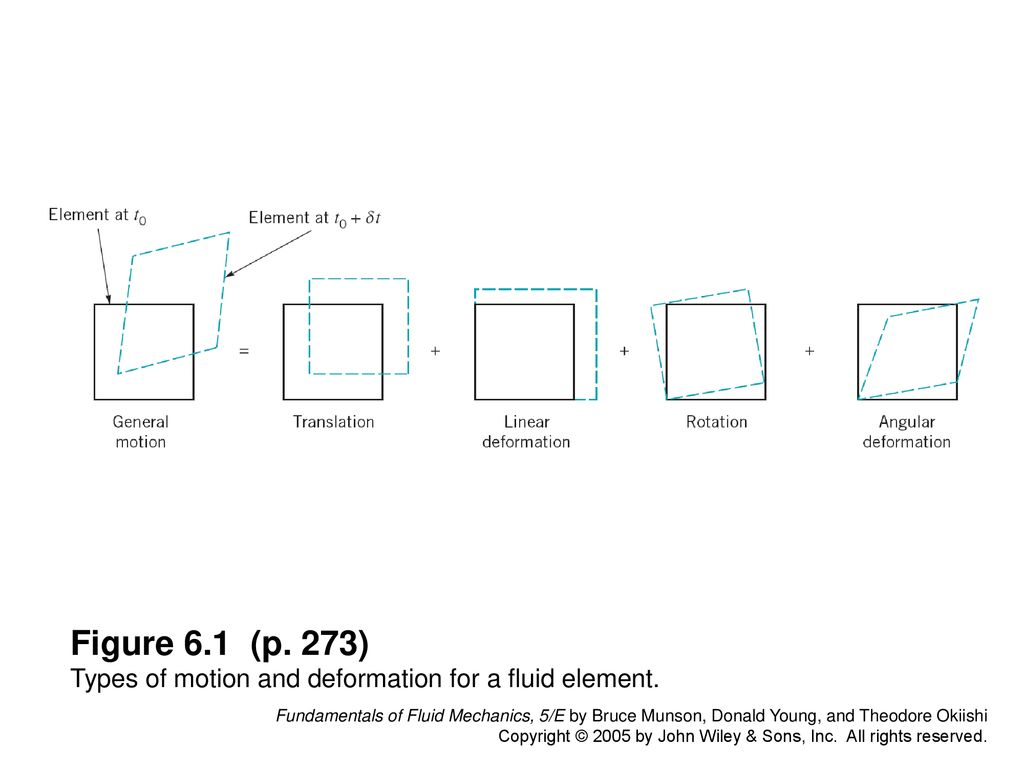 Element at t0
Element at t0 + δt
=
+
+
+
General
motion
Translation
Linear
deformation
Rotation
Angular
deformation
Figure 6.1 (p. 273)
Types of motion and deformation for a fluid element.
Fundamentals of Fluid Mechanics, 5/E by Bruce Munson, Donald Young, and Theodore Okiishi
Copyright © 2005 by John Wiley & Sons, Inc. All rights reserved.